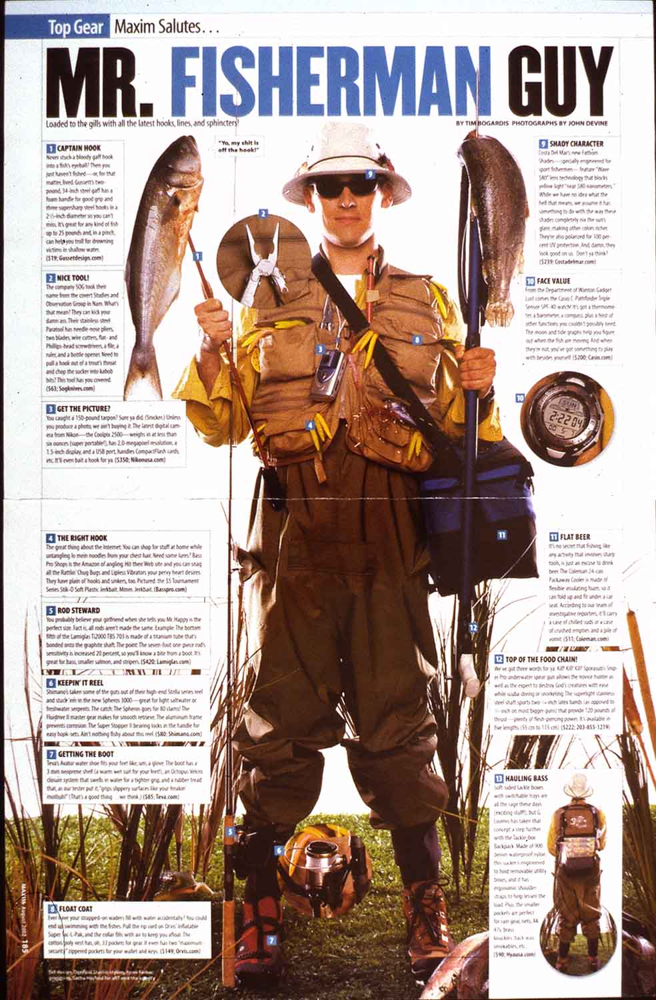 Top Gear Maxim Salutes...
MR. FISHERMAN GUY
Loaded to the gills with all the latest hooks, lines, and sphincters!
BY TIM BOGARDIS PHOTOGRAPHS BY JOHN DEVINE
"Yo, my shit is
off the hook!"
1 CAPTAIN HOOK
Never stuck a bloody gaff hook
into a fish's eyeball? Then you
just haven't fished—or, for that
matter, lived. Gussett's two-
pound, 34-inch steel gaff has a
foam handle for good grip and
three supersharp steel hooks in a
2½-inch diameter so you can't
miss. It's great for any kind of fish
up to 25 pounds and, in a pinch,
can help you troll for drowning
victims in shallow water.
($19; Gussetdesign.com)
2 NICE TOOL!
The company SOG took their
name from the covert Studies and
Observation Group in Nam. What's
that mean? They can kick your
damn ass. Their stainless-steel
Paratool has needle-nose pliers,
two blades, wire cutters, flat- and
Phillips-head screwdrivers, a file, a
ruler, and a bottle opener. Need to
pull a hook out of a trout's throat
and chop the sucker into kabob
bits? This tool has you covered.
($63; Sogknives.com)
3 GET THE PICTURE?
You caught a 150-pound tarpon? Sure ya did. (Snicker.) Unless
you produce a photo, we ain't buying it. The latest digital cam-
era from Nikon—the Coolpix 2500—weighs in at less than
six ounces (super portable!), has 2.0-megapixel resolution, a
1.5-inch display, and a USB port, handles CompactFlash cards,
etc. It'll even bait a hook for ya. ($350; Nikonusa.com)
4 THE RIGHT HOOK
The great thing about the Internet: You can shop for stuff at home while
untangling lo mein noodles from your chest hair. Need some lures? Bass
Pro Shops is the Amazon of angling. Hit thee Web site and you can snag
all the Rattlin' Chug Bugs and Lipless Vibrators your pervy heart desires.
They have plain ol' hooks and sinkers, too. Pictured: the $5 Tournament
Series Stik-O Soft Plastic Jerkbait. Mmm. Jerkbait. (Basspro.com)
5 ROD STEWARD
You probably believe your girlfriend when she tells you Mr. Happy is the
perfect size. Fact is, all rods aren't made the same. Example: The bottom
fifth of the Lamiglas Ti2000 TBS 703 is made of a titanium tube that's
bonded onto the graphite shaft. The point: The seven-foot one-piece rod's
sensitivity is increased 20 percent, so you'll know a bite from a boot. It's
great for bass, smaller salmon, and stripers. ($420; Lamiglas.com)
6 KEEPIN' IT REEL
Shimano's taken some of the guts out of their high-end Stella series reel
and stuck 'em in the new Spheros 3000—great for light saltwater or
freshwater serpents. The catch: The Spheros goes for 80 clams! The
Fluidrive II master gear makes for smooth retrieve. The aluminum frame
prevents corrosion. The Super Stopper II bearing locks in the handle for
easy hook-sets. Ain't nothing fishy about this reel. ($80; Shimano.com)
7 GETTING THE BOOT
Teva's Avator water shoe fits your feet like, um, a glove. The boot has a
3 mm neoprene shell (a warm wet suit for your feet!), an Octopus Velcro
closure system that swells in water for a tighter grip, and a rubber tread
that, as our tester put it, "grips slippery surfaces like your freakin'
mothuh!" (That's a good thing... we think.) ($85; Teva.com)
8 FLOAT COAT
Ever have your strapped-on waders fill with water accidentally? You could
end up swimming with the fishes. Pull the rip cord on Orvis' inflatable
Super Tac-L-Pak, and the collar fills with air to keep you afloat. The
cotton/poly vest has, oh, 33 pockets for gear. It even has two "maximum-
security" zippered pockets for your wallet and keys. ($149; Orvis.com)
MAXIM August 2002 185
9 SHADY CHARACTER
Costa Del Mar's new Fathom
Shades—specially engineered for
sport fishermen—feature "Wave
580" lens technology that blocks
yellow light "near 580 nanometers."
While we have no idea what the
hell that means, we assume it has
something to do with the way these
shades completely nix the sun's
glare, making other colors richer.
They're also polarized for 100 per-
cent UV protection. And, damn, they
look good on us. Don't ya think?
($239; Costadelmar.com)
10 FACE VALUE
From the Department of Wanton Gadget
Lust comes the Casio C Pathfinder Triple
Sensor SPF-40 watch! It's got a thermome-
ter, a barometer, a compass, plus a host of
other functions you couldn't possibly need.
The moon and tide graphs help you figure
out when the fish are moving. And when
they're not, you've got something to play
with besides yourself! ($200; Casio.com)
SUN
2:22 04
11 FLAT BEER
It's no secret that fishing, like
any activity that involves sharp
tools, is just an excuse to drink
beer. The Coleman 24-can
Packaway Cooler is made of
flexible insulating foam, so it
can fold up and fit under a car
seat. According to our team of
investigative reporters, it'll carry
a case of chilled suds or a case
of crushed empties and a pile of
vomit. ($11; Coleman.com)
12 TOP OF THE FOOD CHAIN!
We've got three words for ya: Kill! Kill! Kill! Sporasub's Snip-
er Pro underwater spear gun allows the novice hunter as
well as the expert to destroy God's creatures with ease
while scuba diving or snorkeling. The superlight stainless-
steel shaft sports two -inch latex bands (as opposed to
-inch on most bigger guns) that provide 120 pounds of
thrust—plenty of flesh-piercing power. It's available in
five lengths (55 cm to 115 cm). ($222; 203-855-1219)
13 HAULING BASS
Soft-sided tackle boxes
with switchable trays are
all the rage these days
(exciting stuff!), but G.
Loomis has taken that
concept a step further
with the Tackle Box
Backpack. Made of 900
denier waterproof nylon,
this sucker's engineered
to hold removable utility
boxes, and it has
ergonomic shoulder
straps to help lessen the
load. Plus, the smaller
pockets are perfect
for rain gear, nets, AK-
47s, brass
knuckles, back wax,
smokables, etc.
($90; Hyausa.com)